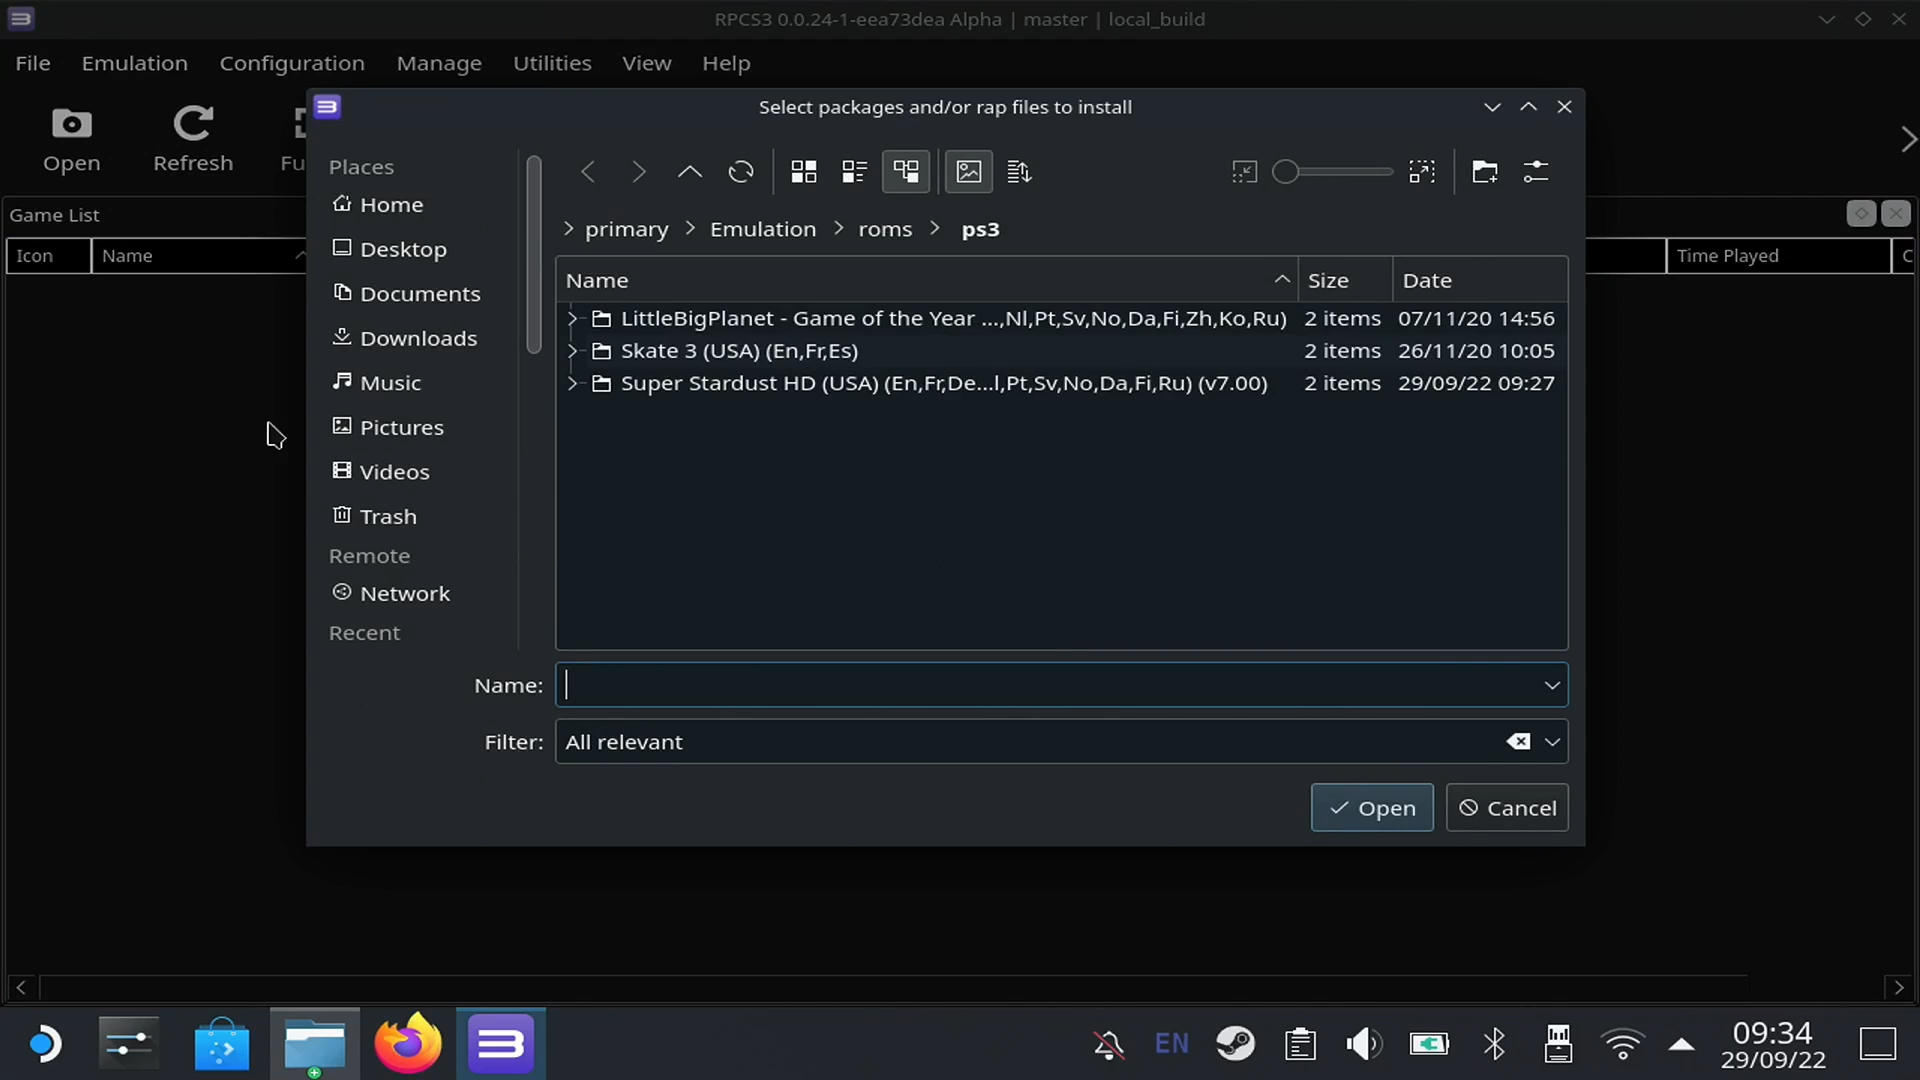 RPCS3 0.0.24-1-eea73dea Alpha | master | local_build
File Emulation Configuration Manage Utilities View Help
Open Refresh Fu
Game List
Icon Name Time Played C
Select packages and/or rap files to install
Places
Home
Desktop
Documents
Downloads
Music
Pictures
Videos
Trash
Remote
Network
Recent
> primary > Emulation > roms > ps3
Name Size Date
LittleBigPlanet - Game of the Year ...,Nl,Pt,Sv,No,Da,Fi,Zh,Ko,Ru) 2 items 07/11/20 14:56
Skate 3 (USA) (En,Fr,Es) 2 items 26/11/20 10:05
Super Stardust HD (USA) (En,Fr,De...l,Pt,Sv,No,Da,Fi,Ru) (v7.00) 2 items 29/09/22 09:27
Name:
Filter: All relevant
Open Cancel
EN
09:34
29/09/22